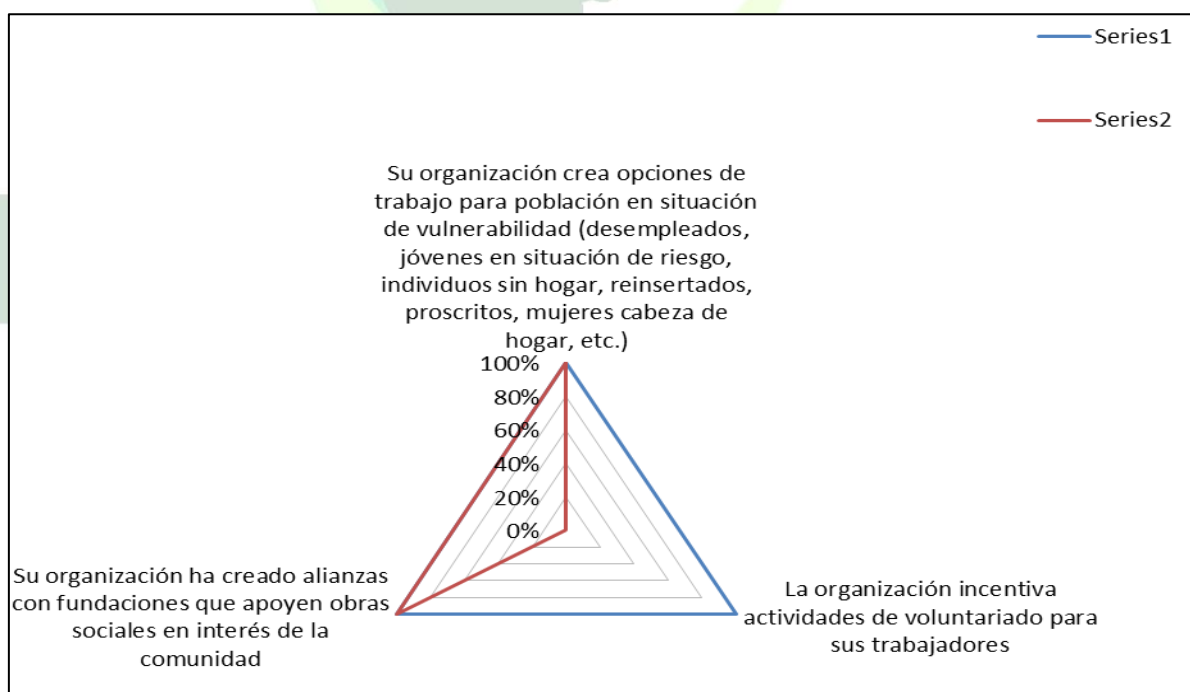 Series1
Series2
Su organización crea opciones de
trabajo para población en situación
de vulnerabilidad (desempleados,
jóvenes en situación de riesgo,
individuos sin hogar, reinsertados,
proscritos, mujeres cabeza de
hogar, etc.)
100%
80%
60%
40%
20%
0%
Su organización ha creado alianzas
con fundaciones que apoyen obras
sociales en interés de la
comunidad
La organización incentiva
actividades de voluntariado para
sus trabajadores